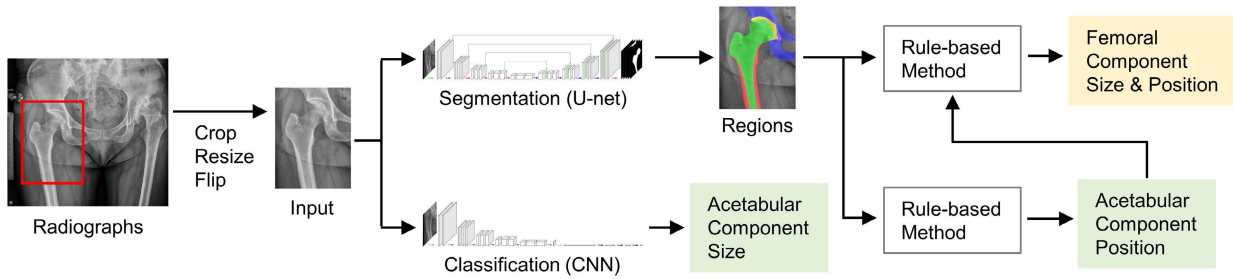 Radiographs
Crop
Resize
Flip
Input
Segmentation (U-net)
Classification (CNN)
Regions
Acetabular
Component
Size
Rule-based
Method
Femoral
Component
Size & Position
Rule-based
Method
Acetabular
Component
Position